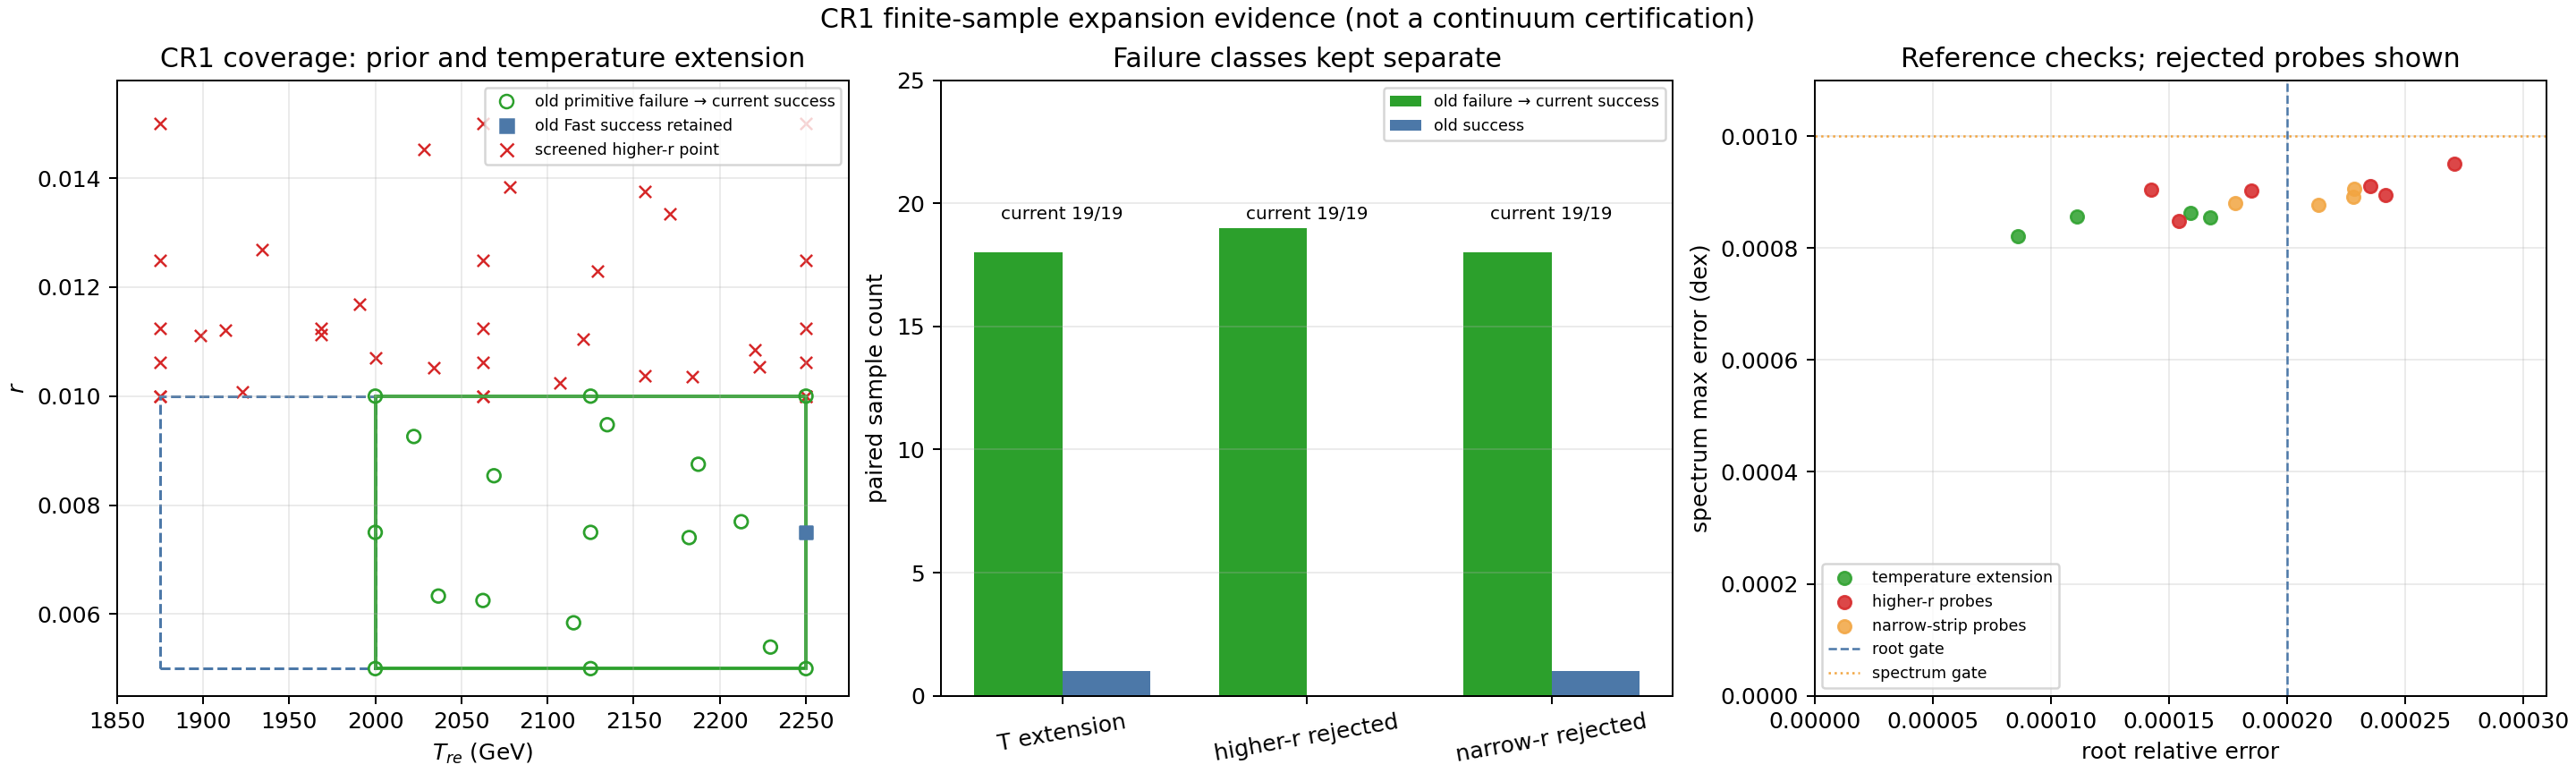 CR1 finite-sample expansion evidence (not a continuum certification)
CR1 coverage: prior and temperature extension
old primitive failure → current success
old Fast success retained
screened higher-r point
0.014
0.012
0.010
0.008
0.006
r
1850 1900 1950 2000 2050 2100 2150 2200 2250
T_re (GeV)
Failure classes kept separate
old failure → current success
old success
current 19/19
current 19/19
current 19/19
25
20
15
10
5
0
paired sample count
T extension
higher-r rejected
narrow-r rejected
Reference checks; rejected probes shown
0.0010
0.0008
0.0006
0.0004
0.0002
0.0000
spectrum max error (dex)
temperature extension
higher-r probes
narrow-strip probes
root gate
spectrum gate
0.00000 0.00005 0.00010 0.00015 0.00020 0.00025 0.00030
root relative error